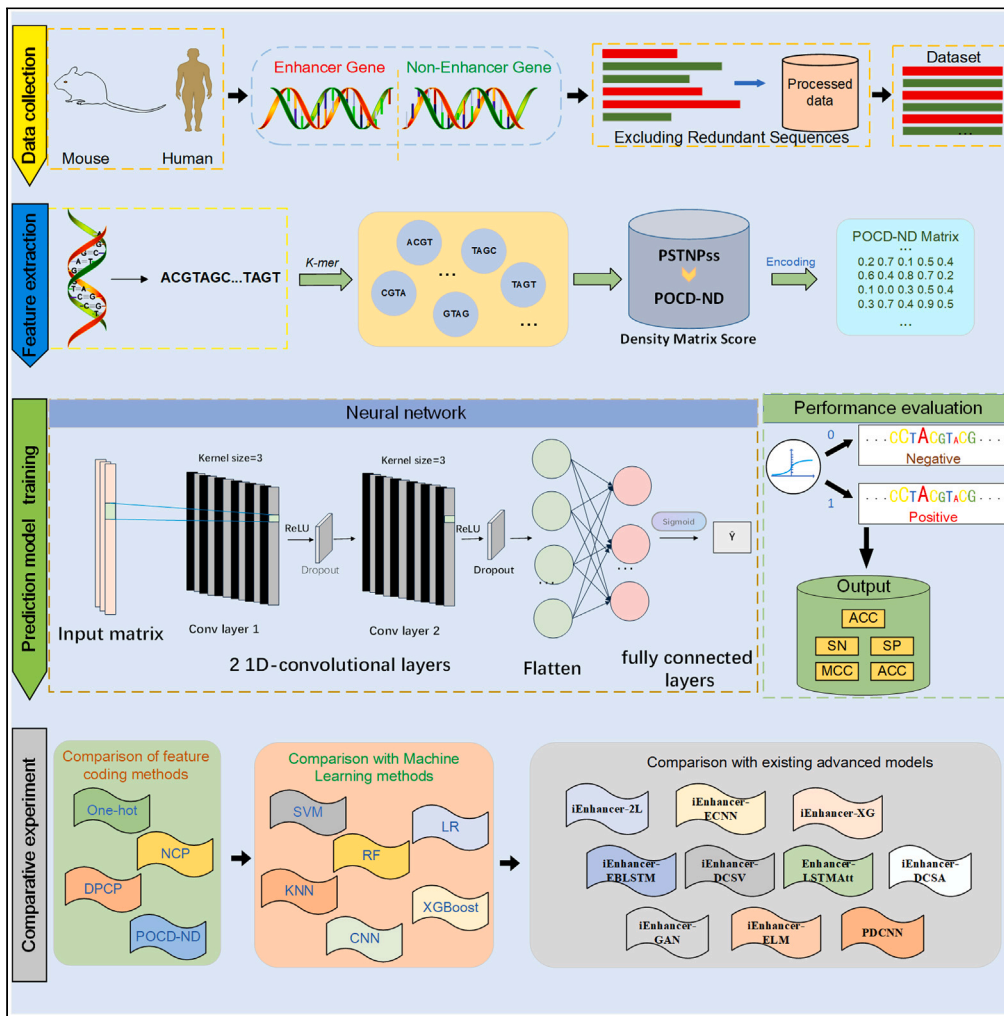 Data collection
Mouse
Human
Enhancer Gene
Non-Enhancer Gene
Excluding Redundant Sequences
Processed
data
Dataset
...
Feature extraction
ACGTAGC...TAGT
K-mer
ACGT
TAGC
...
CGTA
TAGT
GTAG
...
PSTNPss
POCD-ND
Density Matrix Score
Encoding
POCD-ND Matrix
...
0.2 0.7 0.1 0.5 0.4
0.6 0.4 0.8 0.7 0.2
0.1 0.0 0.3 0.5 0.4
0.3 0.7 0.4 0.9 0.5
...
Prediction model training
Neural network
Input matrix
Kernel size=3
Conv layer 1
ReLU
Dropout
Kernel size=3
Conv layer 2
ReLU
Dropout
2 1D-convolutional layers
...
Flatten
...
fully connected
layers
Sigmoid
Ŷ
Performance evaluation
0
...CCTACGTACG...
Negative
1
...CCTACGTACG...
Positive
Output
ACC
SN SP
MCC ACC
Comparative experiment
Comparison of feature
coding methods
One-hot
NCP
DPCP
POCD-ND
Comparison with Machine
Learning methods
SVM
LR
RF
KNN
XGBoost
CNN
Comparison with existing advanced models
iEnhancer-2L
iEnhancer-
ECNN
iEnhancer-XG
iEnhancer-
EBLSTM
iEnhancer-
DCSV
Enhancer-
LSTMAtt
iEnhancer-
DCSA
iEnhancer-
GAN
iEnhancer-
ELM
PDCNN